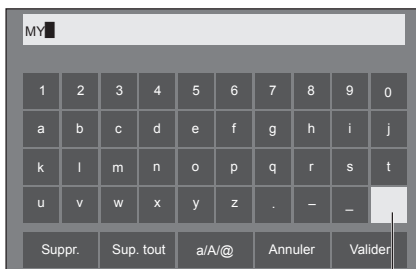 MY
1 2 3 4 5 6 7 8 9 0
a b c d e f g h i j
k l m n o p q r s t
u v w x y z . – _
Suppr. Sup. tout a/A/@ Annuler Valider